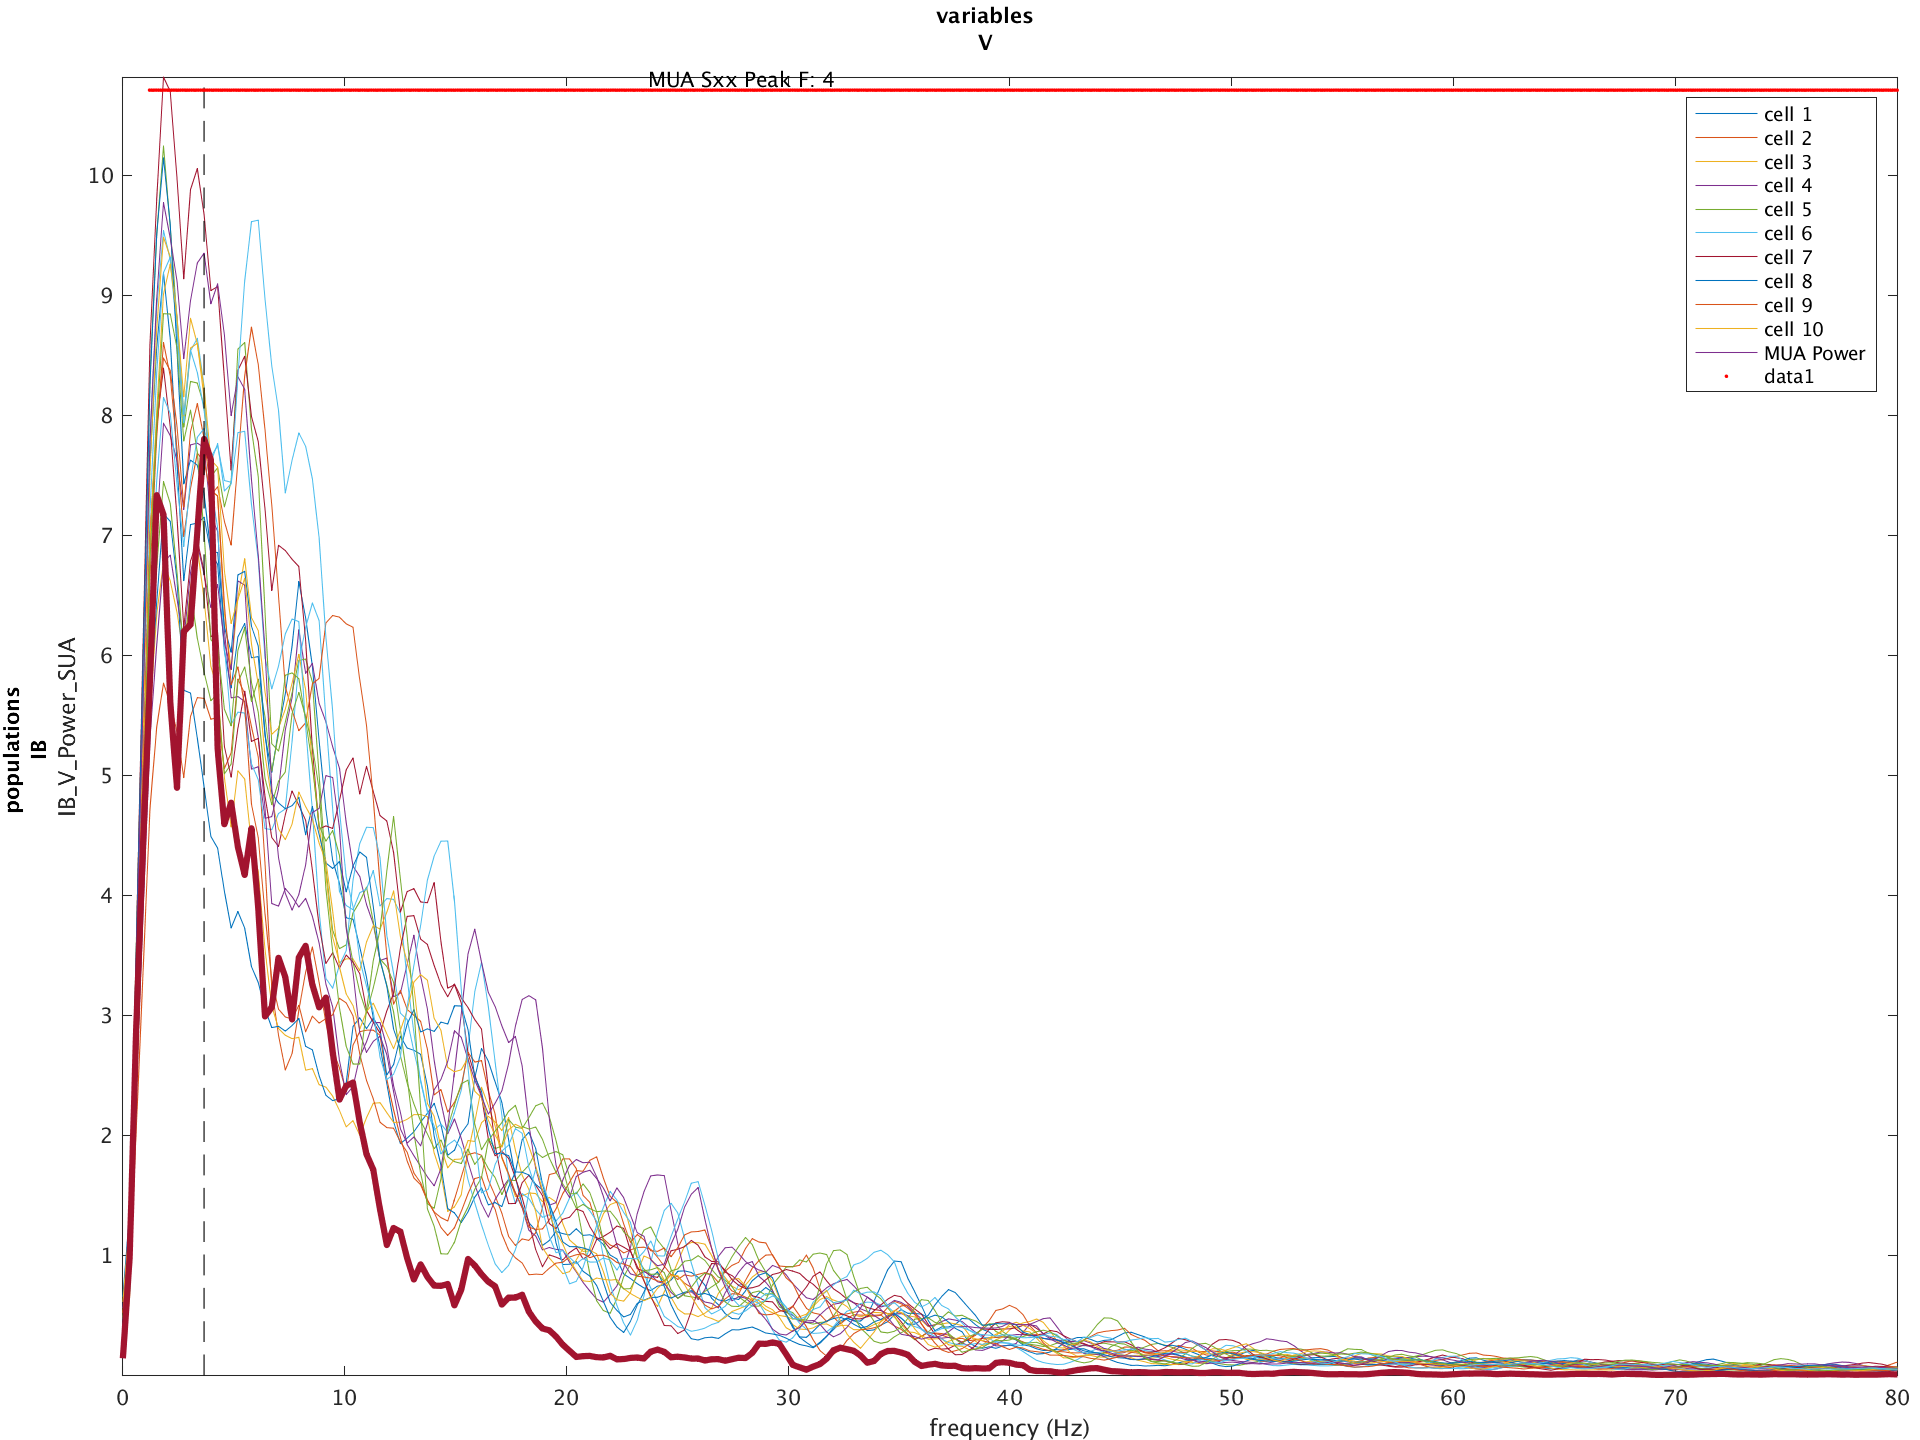 variables
V
MUA Sxx Peak F: 4
cell 1
cell 2
cell 3
cell 4
cell 5
cell 6
cell 7
cell 8
cell 9
cell 10
MUA Power
data1
populations
IB
IB_V_Power_SUA
10
9
8
7
6
5
4
3
2
1
0 10 20 30 40 50 60 70 80
frequency (Hz)